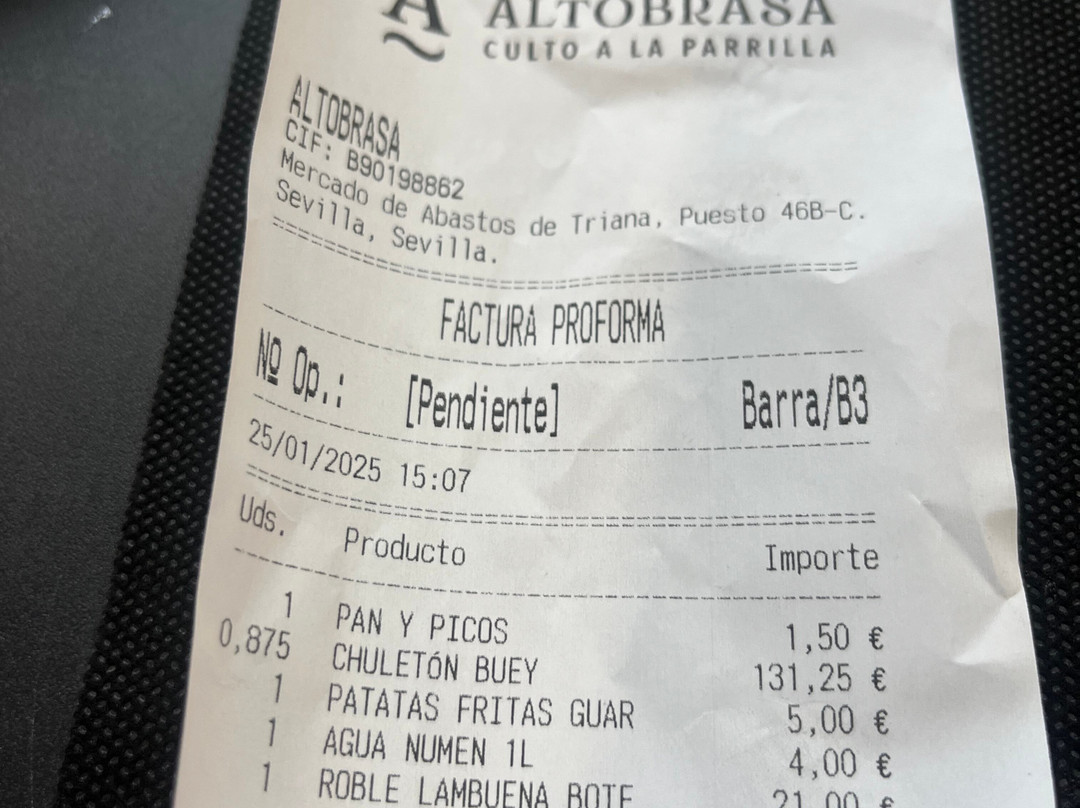 ALTOBRASA
CULTO A LA PARRILLA
ALTOBRASA
CIF: B90198862
Mercado de Abastos de Triana, Puesto 46B-C.
Sevilla, Sevilla.
FACTURA PROFORMA
Nº Op.: [Pendiente] Barra/B3
25/01/2025 15:07
Uds. Producto Importe
1 PAN Y PICOS 1,50 €
0,875 CHULETÓN BUEY 131,25 €
1 PATATAS FRITAS GUAR 5,00 €
1 AGUA NUMEN 1L 4,00 €
1 ROBLE LAMBUENA BOTE 21,00 €